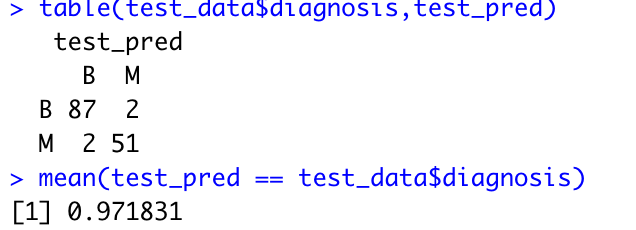 > table(test_data$diagnosis,test_pred)
   test_pred
     B  M
  B 87  2
  M  2 51
> mean(test_pred == test_data$diagnosis)
[1] 0.971831